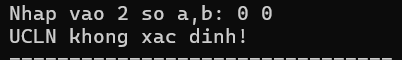 Nhap vao 2 so a,b: 0 0
UCLN khong xac dinh!
--------------------------------